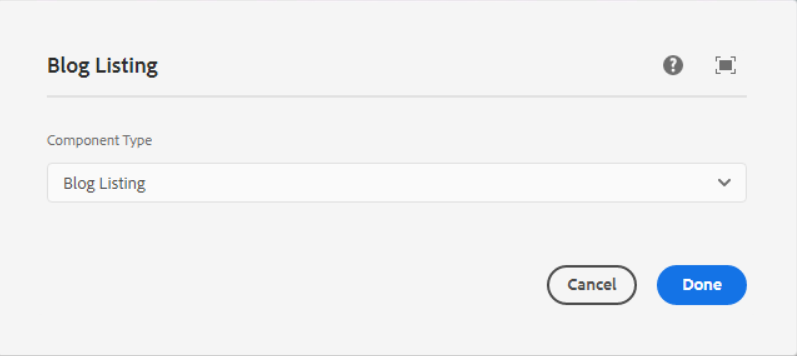 Blog Listing
Component Type
Blog Listing
Cancel
Done